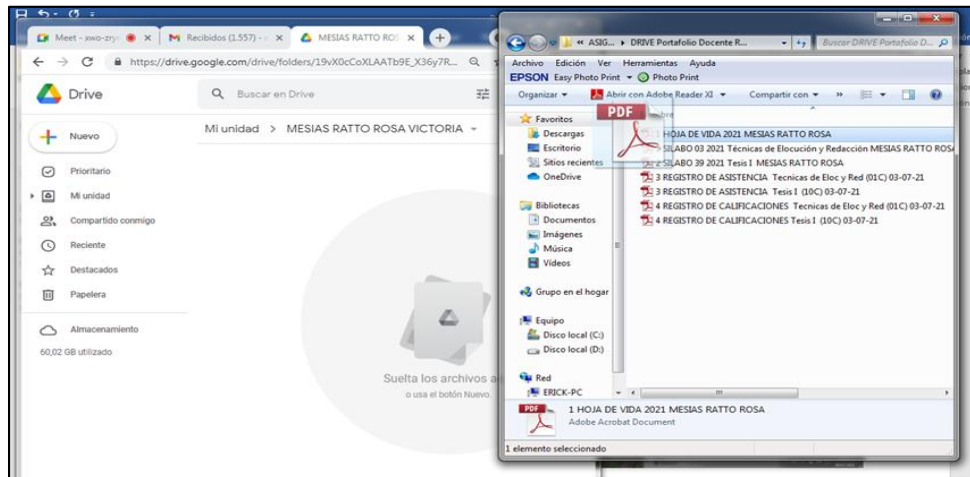 Meet - xwo-zry
Recibidos (1.557) -
MESIAS RATTO ROS
https://drive.google.com/drive/folders/19vX0cCoXLAATb9E_X36y7R...
Drive
Buscar en Drive
Nuevo
Mi unidad > MESIAS RATTO ROSA VICTORIA
Prioritario
Mi unidad
Compartido conmigo
Reciente
Destacados
Papelera
Almacenamiento
60,02 GB utilizado
Suelta los archivos a
o usa el botón Nuevo.
« ASIG... DRIVE Portafolio Docente R...
Buscar DRIVE Portafolio D...
Archivo Edición Ver Herramientas Ayuda
EPSON Easy Photo Print Photo Print
Organizar Abrir con Adobe Reader XI Compartir con »
Favoritos
Descargas
Escritorio
Sitios recientes
OneDrive
Bibliotecas
Documentos
Imágenes
Música
Vídeos
Grupo en el hogar
Equipo
Disco local (C:)
Disco local (D:)
Red
ERICK-PC
PDF
1 HOJA DE VIDA 2021 MESIAS RATTO ROSA
SILABO 03 2021 Técnicas de Elocución y Redacción MESIAS RATTO ROSA
2 SILABO 39 2021 Tesis I MESIAS RATTO ROSA
3 REGISTRO DE ASISTENCIA Tecnicas de Eloc y Red (01C) 03-07-21
3 REGISTRO DE ASISTENCIA Tesis I (10C) 03-07-21
4 REGISTRO DE CALIFICACIONES Tecnicas de Eloc y Red (01C) 03-07-21
4 REGISTRO DE CALIFICACIONES Tesis I (10C) 03-07-21
PDF
1 HOJA DE VIDA 2021 MESIAS RATTO ROSA
Adobe Acrobat Document
1 elemento seleccionado